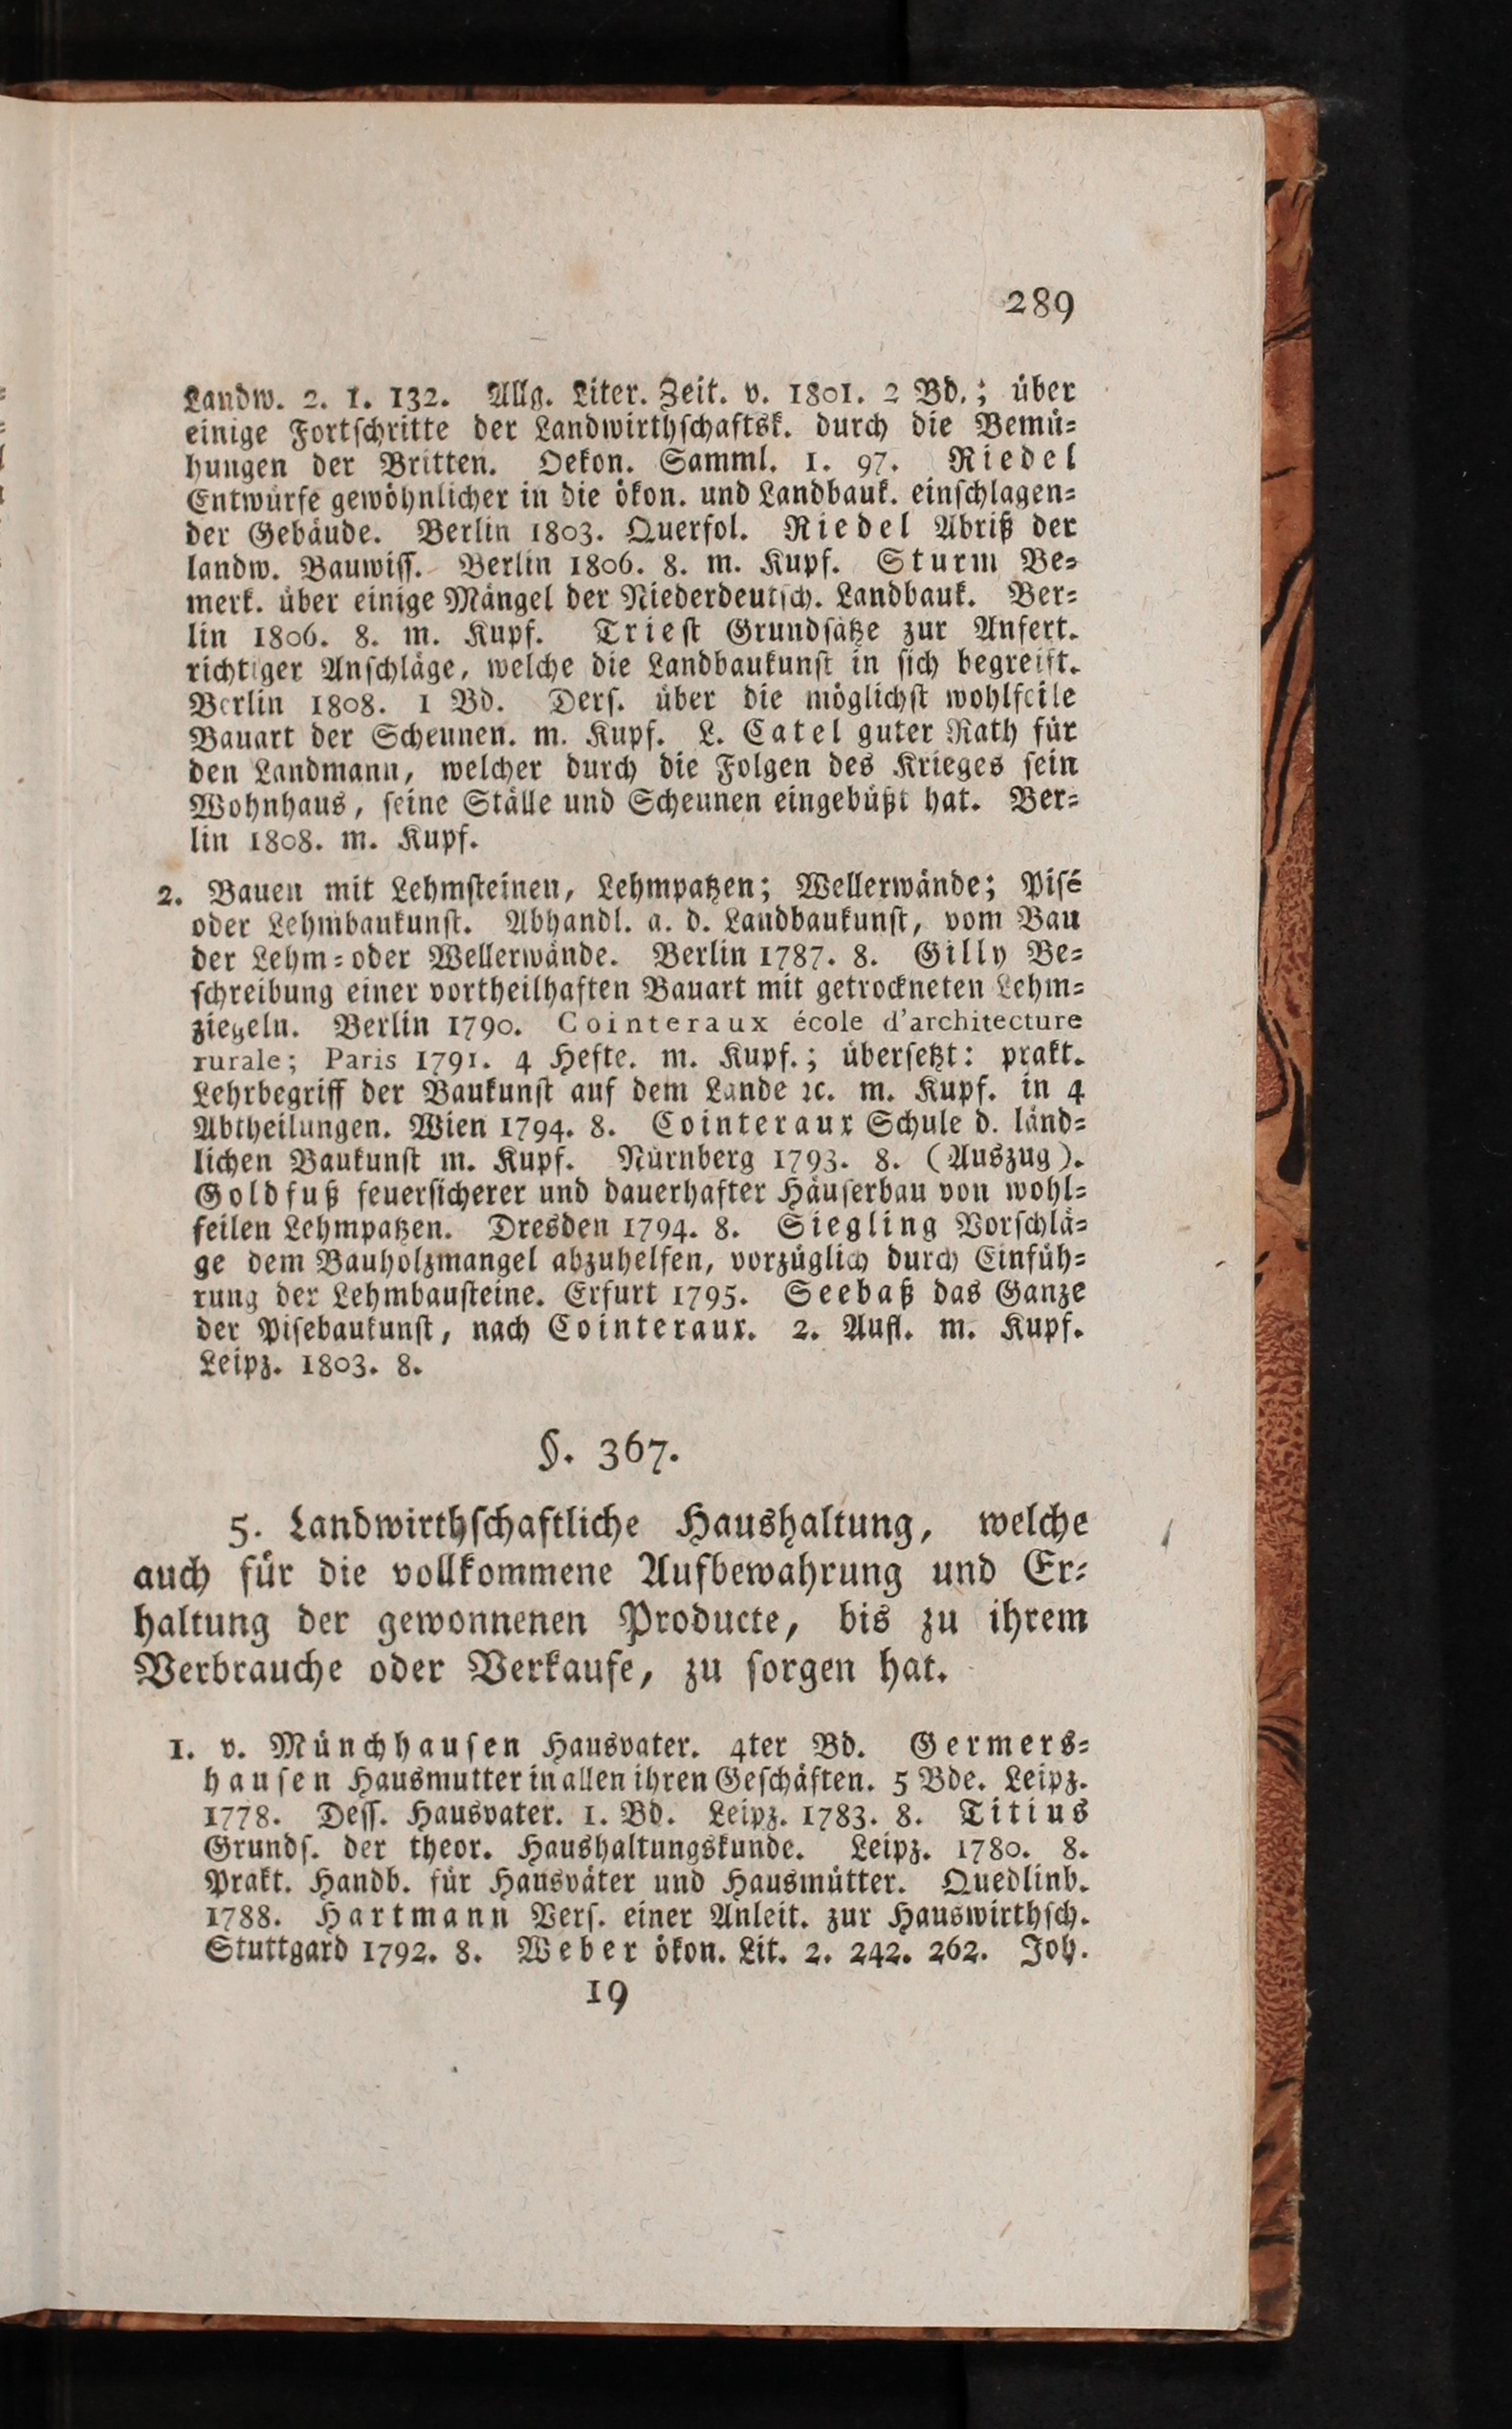 289
Landw. 2. 1. 132. Allg. Liter. Zeit. v. 1801. 2 Bd.; über
einige Fortschritte der Landwirthschaftsk. durch die Bemü-
hungen der Britten. Oekon. Samml. 1. 97. Riedel
Entwürfe gewöhnlicher in die ökon. und Landbauk. einschlagen-
der Gebäude. Berlin 1803. Querfol. Riedel Abriß der
landw. Bauwiss. Berlin 1806. 8. m. Kupf. Sturm Be-
merk. über einige Mängel der Niederdeutsch. Landbauk. Ber-
lin 1806. 8. m. Kupf. Triest Grundsätze zur Anfert.
richtiger Anschläge, welche die Landbaukunst in sich begreift.
Berlin 1808. 1 Bd. Ders. über die möglichst wohlfeile
Bauart der Scheunen. m. Kupf. L. Catel guter Rath für
den Landmann, welcher durch die Folgen des Krieges sein
Wohnhaus, seine Ställe und Scheunen eingebüßt hat. Ber-
lin 1808. m. Kupf.
2. Bauen mit Lehmsteinen, Lehmpatzen; Wellerwände; Pisé
oder Lehmbaukunst. Abhandl. a. d. Landbaukunst, vom Bau
der Lehm- oder Wellerwände. Berlin 1787. 8. Gilly Be-
schreibung einer vortheilhaften Bauart mit getrockneten Lehm-
ziegeln. Berlin 1790. Cointeraux école d'architecture
rurale; Paris 1791. 4 Hefte. m. Kupf.; übersetzt: prakt.
Lehrbegriff der Baukunst auf dem Lande ꝛc. m. Kupf. in 4
Abtheilungen. Wien 1794. 8. Cointeraux Schule d. länd-
lichen Baukunst m. Kupf. Nürnberg 1793. 8. (Auszug).
Goldfuß feuersicherer und dauerhafter Häuserbau von wohl-
feilen Lehmpatzen. Dresden 1794. 8. Siegling Vorschlä-
ge dem Bauholzmangel abzuhelfen, vorzüglich durch Einfüh-
rung der Lehmbausteine. Erfurt 1795. Seebaß das Ganze
der Pisebaukunst, nach Cointeraux. 2. Aufl. m. Kupf.
Leipz. 1803. 8.
§. 367.
5. Landwirthschaftliche Haushaltung, welche
auch für die vollkommene Aufbewahrung und Er-
haltung der gewonnenen Producte, bis zu ihrem
Verbrauche oder Verkaufe, zu sorgen hat.
1. v. Münchhausen Hausvater. 4ter Bd. Germers-
hausen Hausmutter in allen ihren Geschäften. 5 Bde. Leipz.
1778. Dess. Hausvater. 1. Bd. Leipz. 1783. 8. Titius
Grunds. der theor. Haushaltungskunde. Leipz. 1780. 8.
Prakt. Handb. für Hausväter und Hausmütter. Quedlinb.
1788. Hartmann Vers. einer Anleit. zur Hauswirthsch.
Stuttgard 1792. 8. Weber ökon. Lit. 2. 242. 262. Joh.
19